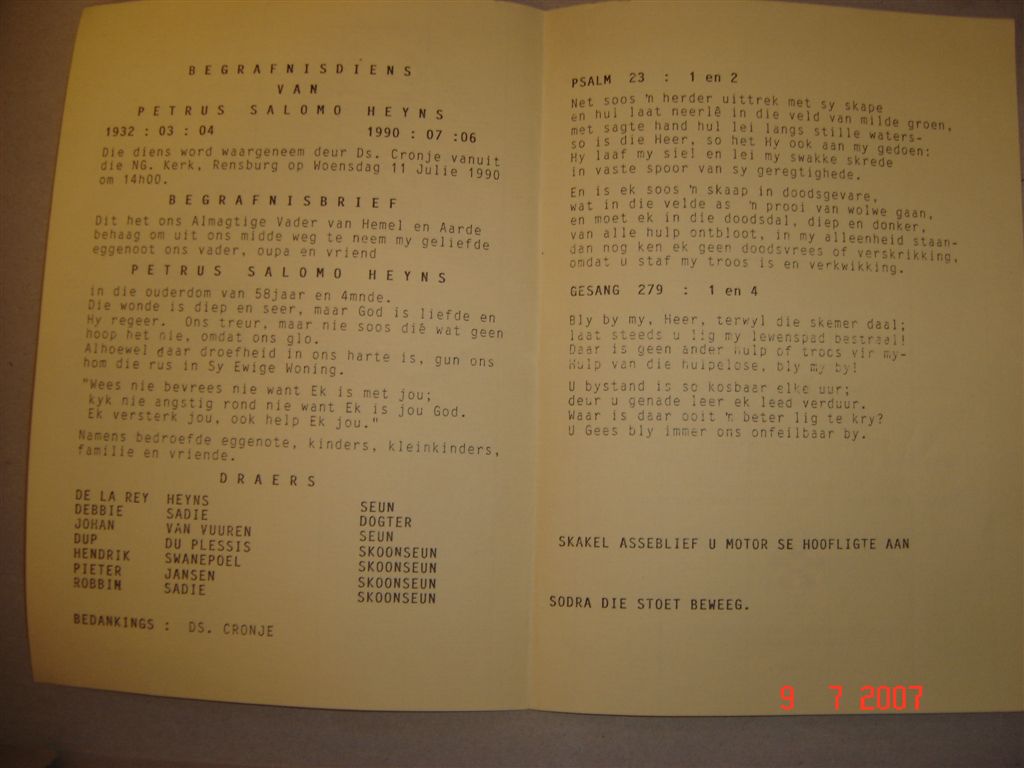 BEGRAFNISDIENS
VAN
PETRUS SALOMO HEYNS
1932 : 03 : 04 1990 : 07 :06
Die diens word waargeneem deur Ds. Cronje vanuit
die NG. Kerk, Rensburg op Woensdag 11 Julie 1990
om 14h00.
BEGRAFNISBRIEF
Dit het ons Almagtige Vader van Hemel en Aarde
behaag om uit ons midde weg te neem my geliefde
eggenoot ons vader, oupa en vriend
PETRUS SALOMO HEYNS
in die ouderdom van 58jaar en 4mnde.
Die wonde is diep en seer, maar God is liefde en
Hy regeer. Ons treur, maar nie soos dié wat geen
hoop het nie, omdat ons glo.
Alhoewel daar droefheid in ons harte is, gun ons
hom die rus in Sy Ewige Woning.
"Wees nie bevrees nie want Ek is met jou;
kyk nie angstig rond nie want Ek is jou God.
Ek versterk jou, ook help Ek jou."
Namens bedroefde eggenote, kinders, kleinkinders,
familie en vriende.
DRAERS
DE LA REY HEYNS SEUN
DEBBIE SADIE DOGTER
JOHAN VAN VUUREN SEUN
DUP DU PLESSIS SKOONSEUN
HENDRIK SWANEPOEL SKOONSEUN
PIETER JANSEN SKOONSEUN
ROBBIM SADIE SKOONSEUN
BEDANKINGS : DS. CRONJE
PSALM 23 : 1 en 2
Net soos 'n herder uittrek met sy skape
en hul laat neerlê in die veld van milde groen,
met sagte hand hul lei langs stille waters-
so is die Heer, so het Hy ook aan my gedoen:
Hy laaf my siel en lei my swakke skrede
in vaste spoor van sy geregtighede.
En is ek soos 'n skaap in doodsgevare,
wat in die velde as 'n prooi van wolwe gaan,
en moet ek in die doodsdal, diep en donker,
van alle hulp ontbloot, in my alleenheid staan-
dan nog ken ek geen doodsvrees of verskrikking,
omdat u staf my troos is en verkwikking.
GESANG 279 : 1 en 4
Bly by my, Heer, terwyl die skemer daal;
laat steeds u lig my lewenspad bestraal!
Daar is geen ander hulp of troos vir my-
Hulp van die hulpelose, bly my by!
U bystand is so kosbaar elke uur;
deur u genade leer ek leed verduur.
Waar is daar ooit 'n beter lig te kry?
U Gees bly immer ons onfeilbaar by.
SKAKEL ASSEBLIEF U MOTOR SE HOOFLIGTE AAN
SODRA DIE STOET BEWEEG.
9 7 2007